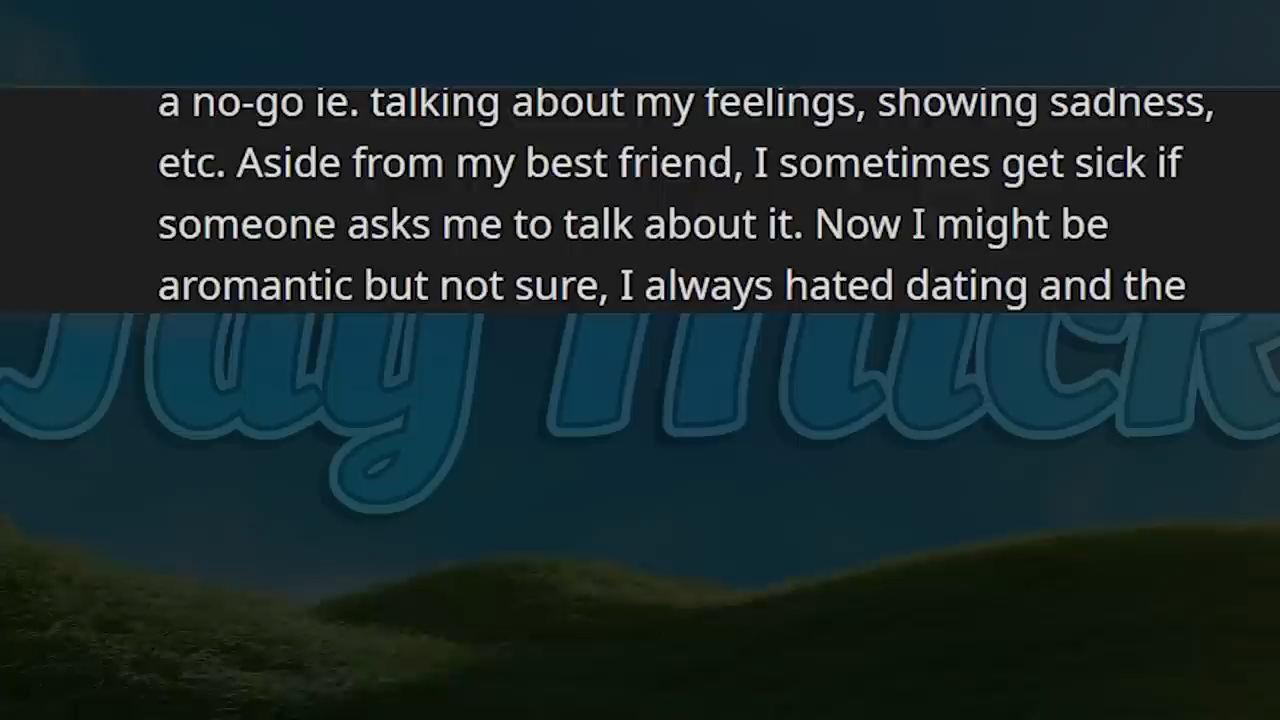 a no-go ie. talking about my feelings, showing sadness,
etc. Aside from my best friend, I sometimes get sick if
someone asks me to talk about it. Now I might be
aromantic but not sure, I always hated dating and the